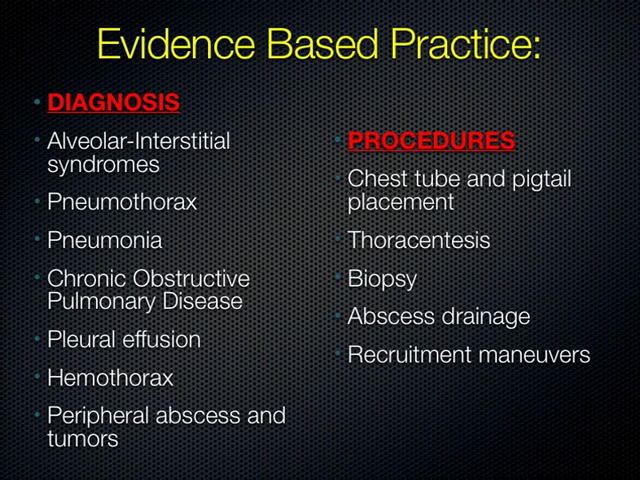 Evidence Based Practice:
• DIAGNOSIS
• Alveolar-Interstitial
syndromes
• Pneumothorax
• Pneumonia
• Chronic Obstructive
Pulmonary Disease
• Pleural effusion
• Hemothorax
• Peripheral abscess and
tumors
• PROCEDURES
• Chest tube and pigtail
placement
• Thoracentesis
• Biopsy
• Abscess drainage
• Recruitment maneuvers